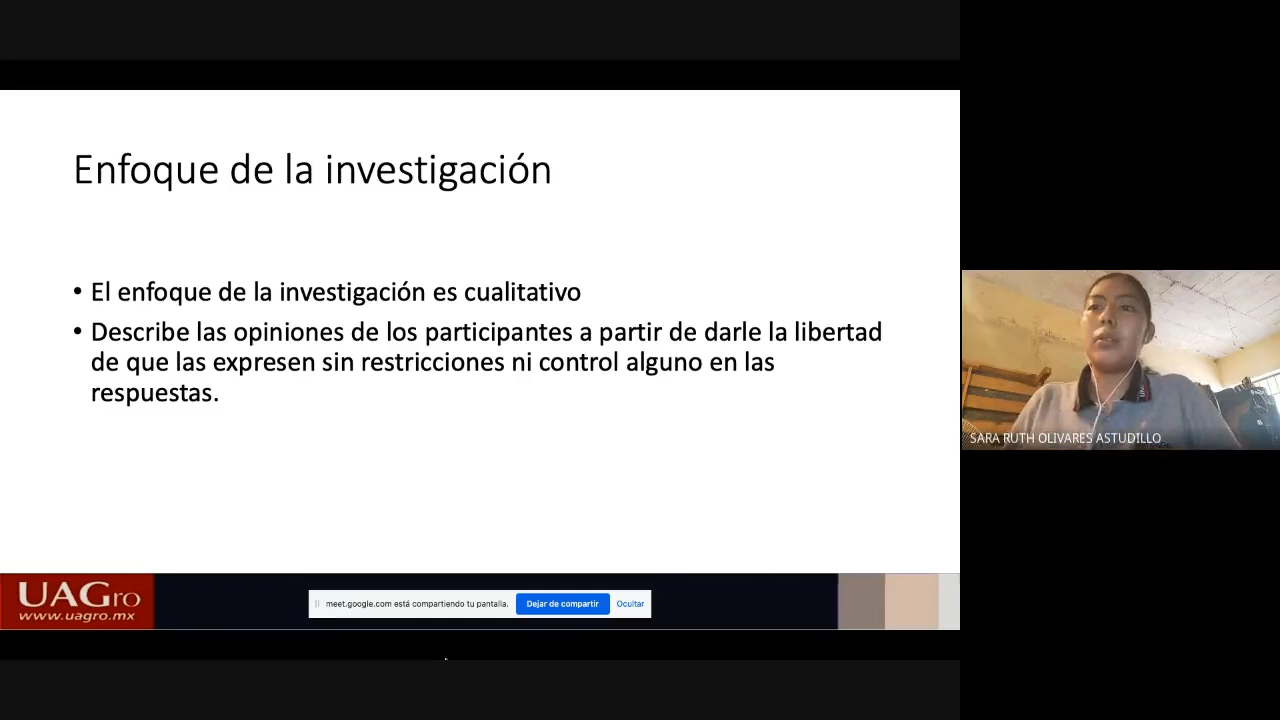 Enfoque de la investigación
• El enfoque de la investigación es cualitativo
• Describe las opiniones de los participantes a partir de darle la libertad
de que las expresen sin restricciones ni control alguno en las
respuestas.
SARA RUTH OLIVARES ASTUDILLO
UAGro
www.uagro.mx
meet.google.com está compartiendo tu pantalla.
Dejar de compartir
Ocultar